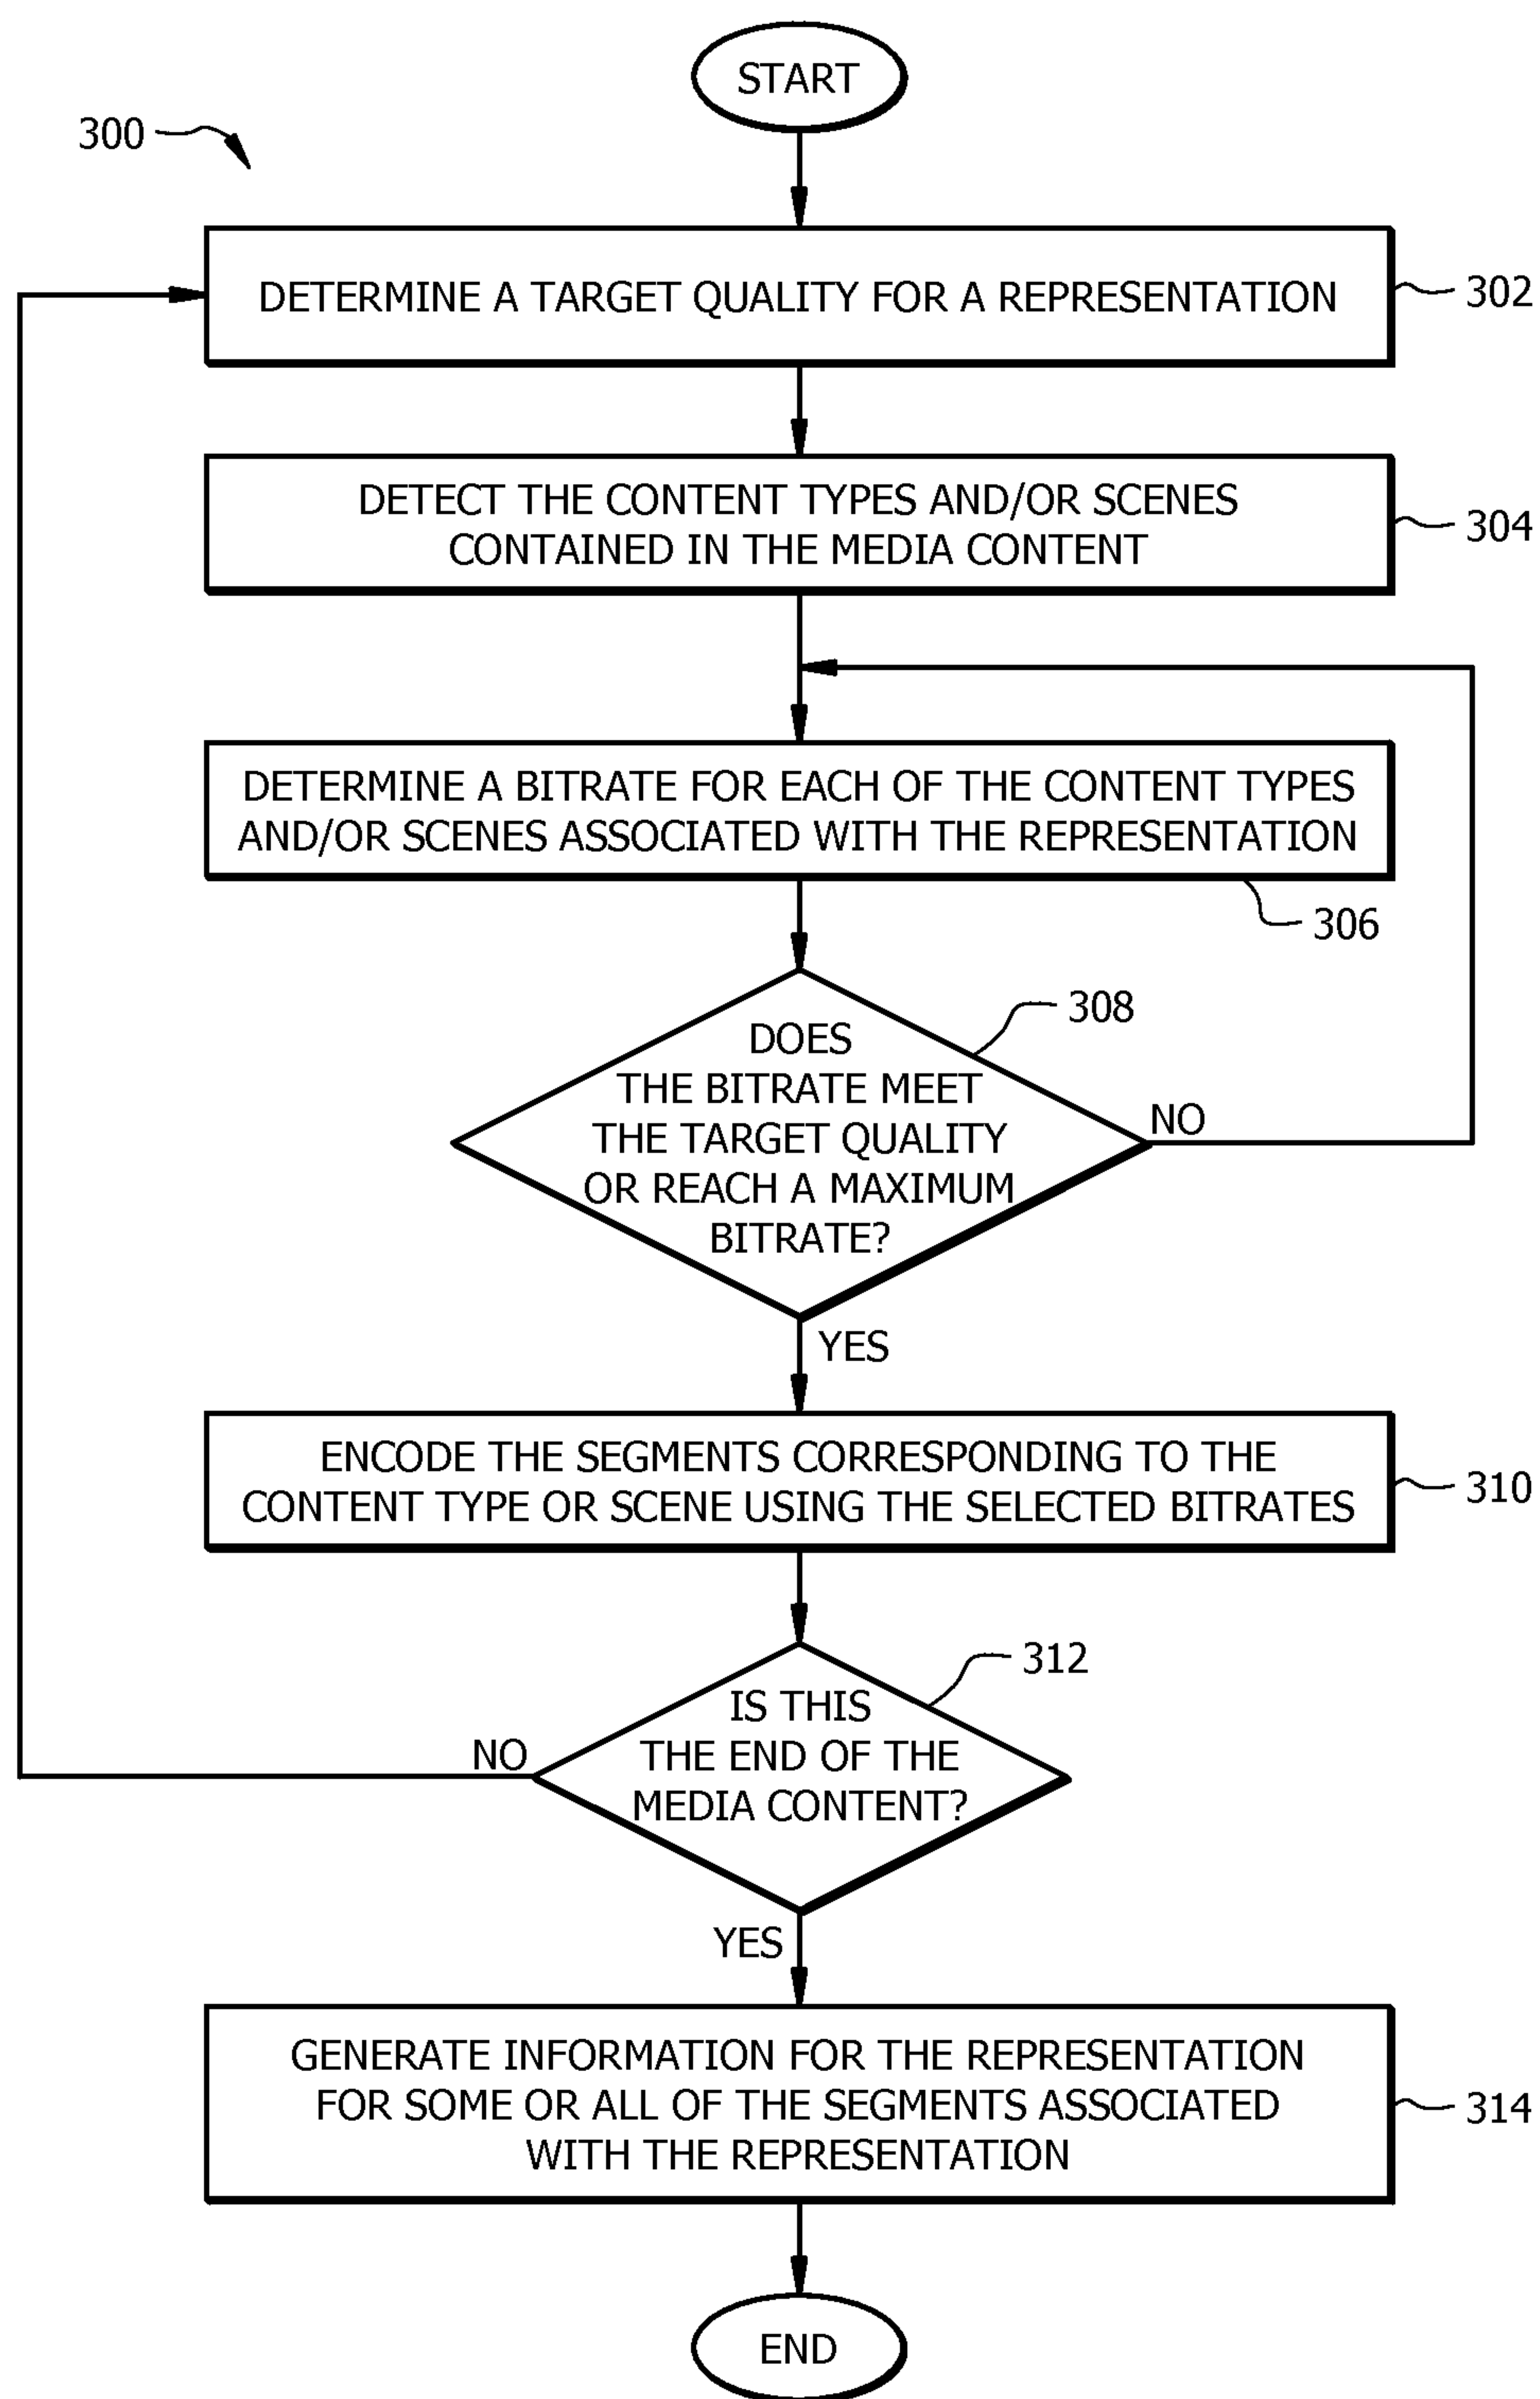 START
300
DETERMINE A TARGET QUALITY FOR A REPRESENTATION
302
DETECT THE CONTENT TYPES AND/OR SCENES
CONTAINED IN THE MEDIA CONTENT
304
DETERMINE A BITRATE FOR EACH OF THE CONTENT TYPES
AND/OR SCENES ASSOCIATED WITH THE REPRESENTATION
306
308
DOES
THE BITRATE MEET
THE TARGET QUALITY
OR REACH A MAXIMUM
BITRATE?
NO
YES
ENCODE THE SEGMENTS CORRESPONDING TO THE
CONTENT TYPE OR SCENE USING THE SELECTED BITRATES
310
312
IS THIS
THE END OF THE
MEDIA CONTENT?
NO
YES
GENERATE INFORMATION FOR THE REPRESENTATION
FOR SOME OR ALL OF THE SEGMENTS ASSOCIATED
WITH THE REPRESENTATION
314
END